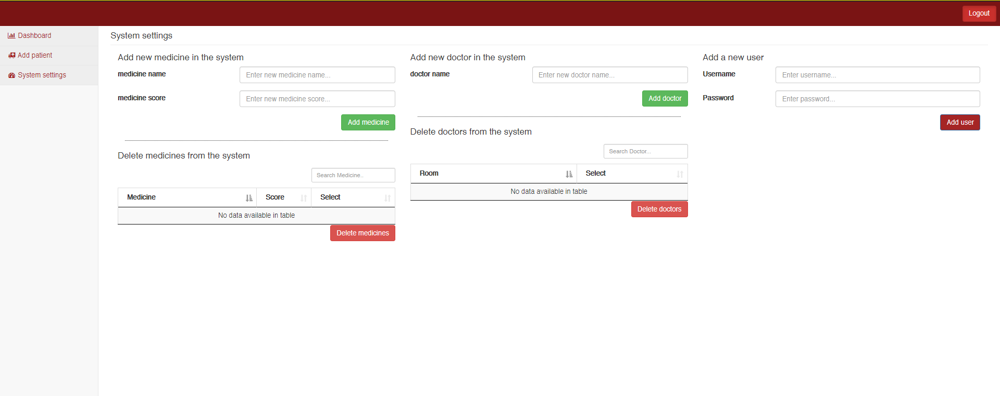 Logout
Dashboard
Add patient
System settings
System settings
Add new medicine in the system
medicine name
Enter new medicine name...
medicine score
Enter new medicine score...
Add medicine
Delete medicines from the system
Search Medicine..
Medicine Score Select
No data available in table
Delete medicines
Add new doctor in the system
doctor name
Enter new doctor name...
Add doctor
Delete doctors from the system
Search Doctor...
Room Select
No data available in table
Delete doctors
Add a new user
Username
Enter username...
Password
Enter password...
Add user